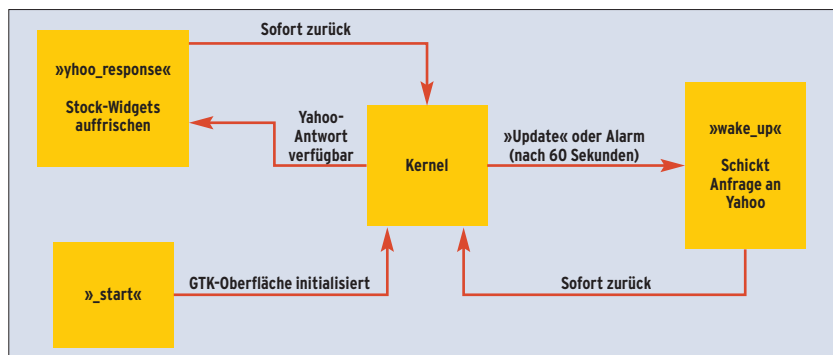 Sofort zurück
»yhoo_response«
Stock-Widgets
auffrischen
Yahoo-
Antwort
verfügbar
Kernel
»Update« oder Alarm
(nach 60 Sekunden)
»wake_up«
Schickt
Anfrage an
Yahoo
»_start«
GTK-Oberfläche initialisiert
Sofort zurück